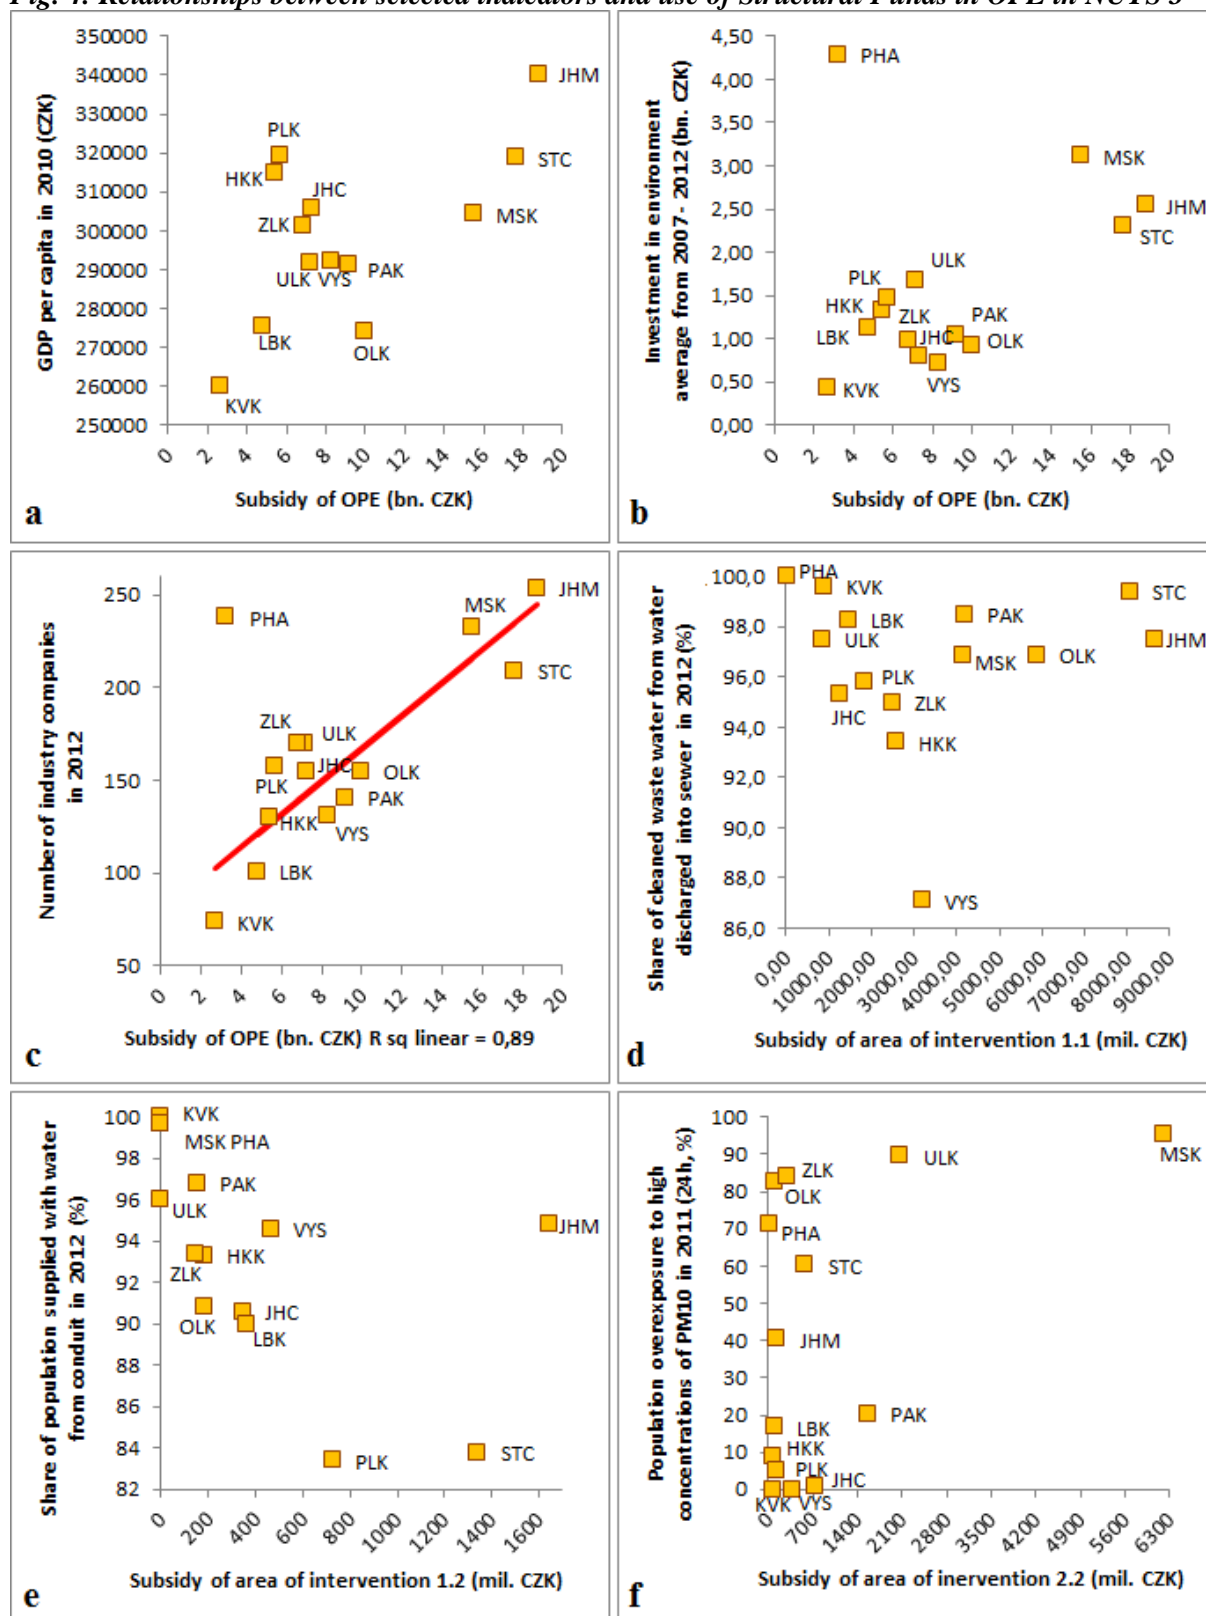 Fig. 4: Relationships between selected indicators and use of Structural Funds in OPE in NUTS 3
350000
340000
330000
320000
310000
300000
290000
280000
270000
260000
250000
GDP per capita in 2010 (CZK)
JHM
PLK
STC
HKK
JHC
MSK
ZLK
ULK VYS
PAK
LBK
OLK
KVK
0 2 4 6 8 10 12 14 16 18 20
Subsidy of OPE (bn. CZK)
a
4,50
4,00
3,50
3,00
2,50
2,00
1,50
1,00
0,50
0,00
Investment in environment
average from 2007 - 2012 (bn. CZK)
PHA
MSK
JHM
STC
ULK
PLK
HKK
ZLK
PAK
LBK
JHC
OLK
VYS
KVK
0 2 4 6 8 10 12 14 16 18 20
Subsidy of OPE (bn. CZK)
b
250
200
150
100
50
Number of industry companies
in 2012
JHM
MSK
PHA
STC
ZLK
ULK
JHC
OLK
PLK
PAK
HKK
VYS
LBK
KVK
0 2 4 6 8 10 12 14 16 18 20
Subsidy of OPE (bn. CZK) R sq linear = 0,89
c
100,0
98,0
96,0
94,0
92,0
90,0
88,0
86,0
Share of cleaned waste water from water
discharged into sewer in 2012 (%)
PHA
KVK
STC
LBK
PAK
ULK
JHM
MSK
OLK
PLK
JHC
ZLK
HKK
VYS
0,00 1000,00 2000,00 3000,00 4000,00 5000,00 6000,00 7000,00 8000,00 9000,00
Subsidy of area of intervention 1.1 (mil. CZK)
d
100
98
96
94
92
90
88
86
84
82
Share of population supplied with water
from conduit in 2012 (%)
KVK
MSK PHA
PAK
ULK
VYS
JHM
HKK
ZLK
OLK
JHC
LBK
PLK
STC
0 200 400 600 800 1000 1200 1400 1600
Subsidy of area of intervention 1.2 (mil. CZK)
e
100
90
80
70
60
50
40
30
20
10
0
Population overexposure to high
concentrations of PM10 in 2011 (24h, %)
MSK
ULK
ZLK
OLK
PHA
STC
JHM
PAK
LBK
HKK
PLK
JHC
KVK VYS
0 700 1400 2100 2800 3500 4200 4900 5600 6300
Subsidy of area of inervention 2.2 (mil. CZK)
f